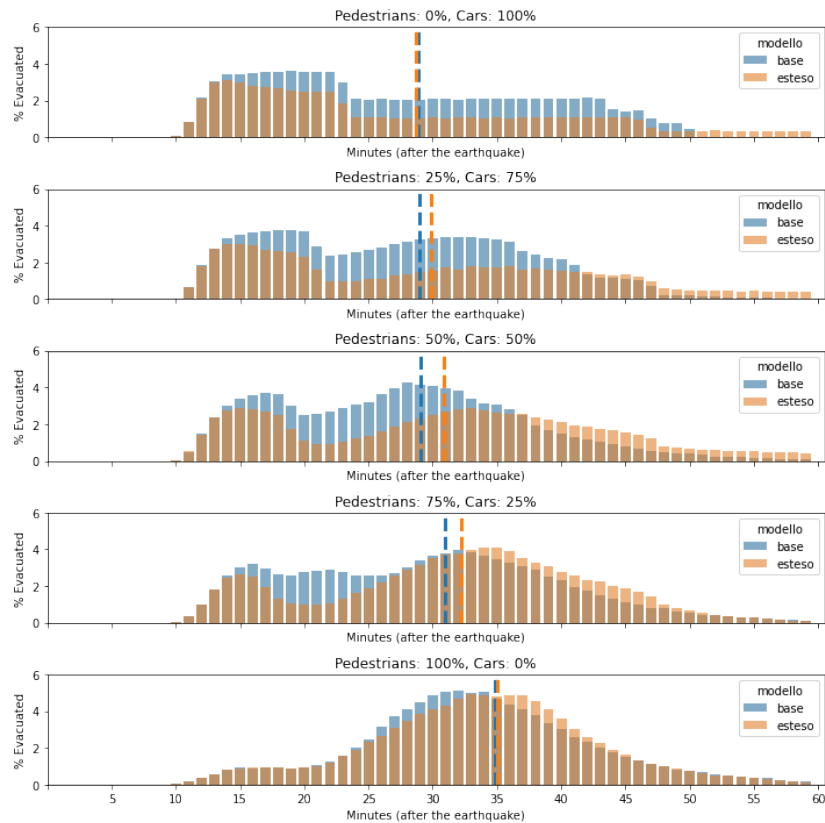 Pedestrians: 0%, Cars: 100%
6
4
2
0
% Evacuated
modello
base
esteso
Minutes (after the earthquake)
Pedestrians: 25%, Cars: 75%
6
4
2
0
% Evacuated
modello
base
esteso
Minutes (after the earthquake)
Pedestrians: 50%, Cars: 50%
6
4
2
0
% Evacuated
modello
base
esteso
Minutes (after the earthquake)
Pedestrians: 75%, Cars: 25%
6
4
2
0
% Evacuated
modello
base
esteso
Minutes (after the earthquake)
Pedestrians: 100%, Cars: 0%
6
4
2
0
% Evacuated
modello
base
esteso
5 10 15 20 25 30 35 40 45 50 55 60
Minutes (after the earthquake)